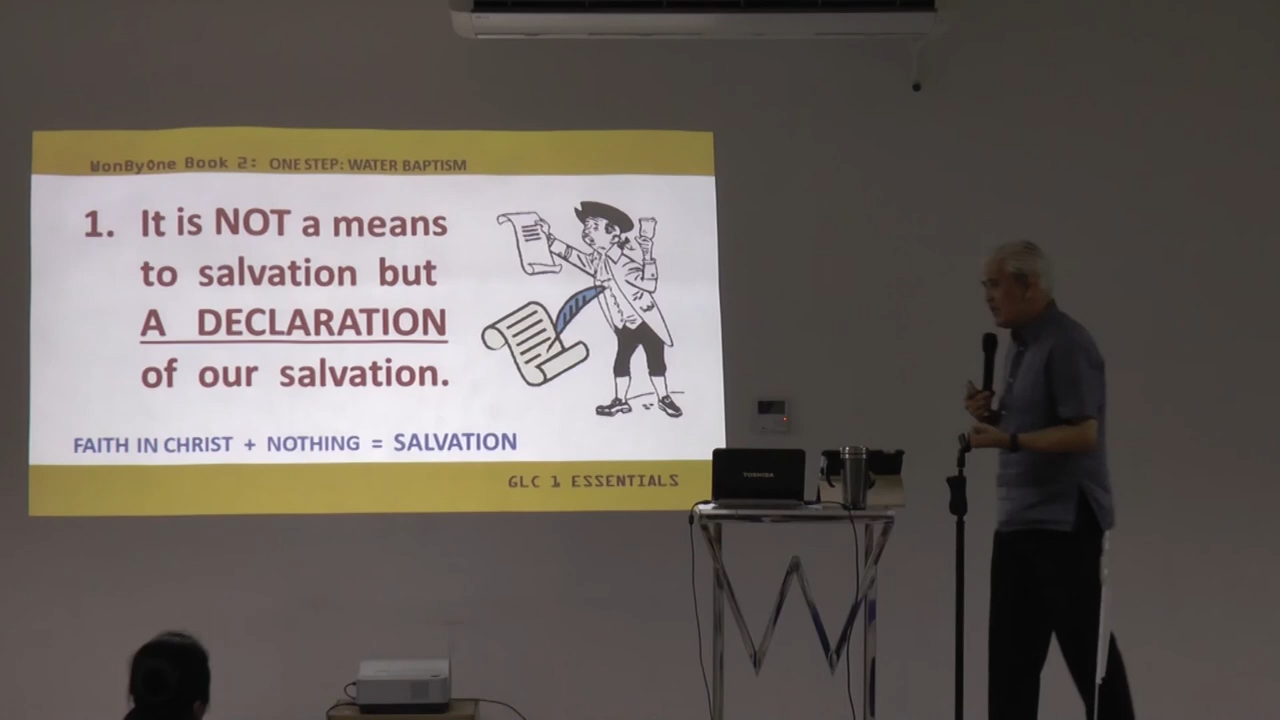 WonByOne Book 2: ONE STEP: WATER BAPTISM
1. It is NOT a means
to salvation but
A DECLARATION
of our salvation.
FAITH IN CHRIST + NOTHING = SALVATION
GLC 1 ESSENTIALS
TOSHIBA